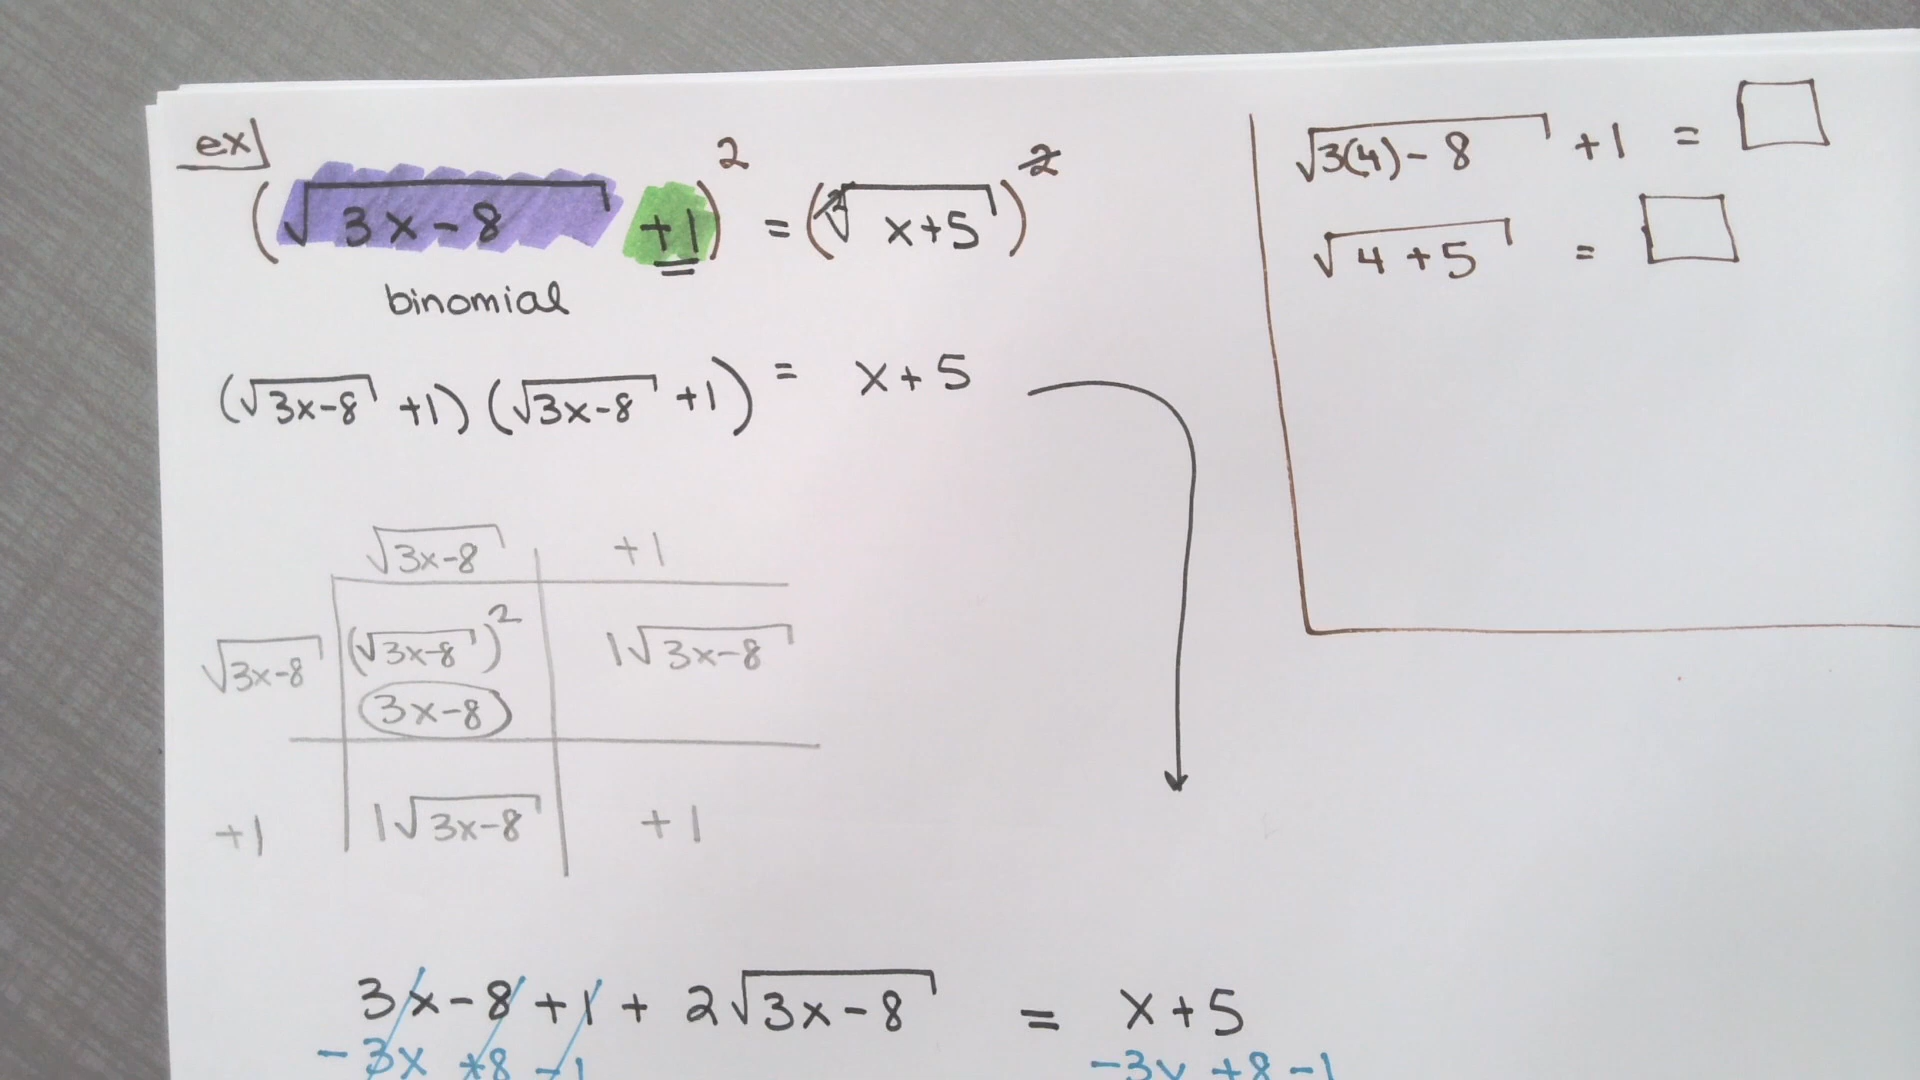 ex)
(√3x-8 +1)² = (²√x+5)²
binomial
(√3x-8 +1)(√3x-8 +1) = x+5
√3x-8 +1
√3x-8 (√3x-8)² 1√3x-8
3x-8
+1 1√3x-8 +1
3x-8+1+2√3x-8 = x+5
-3x +8 -1 -3x +8 -1
√3(4)-8 +1 = □
√4+5 = □